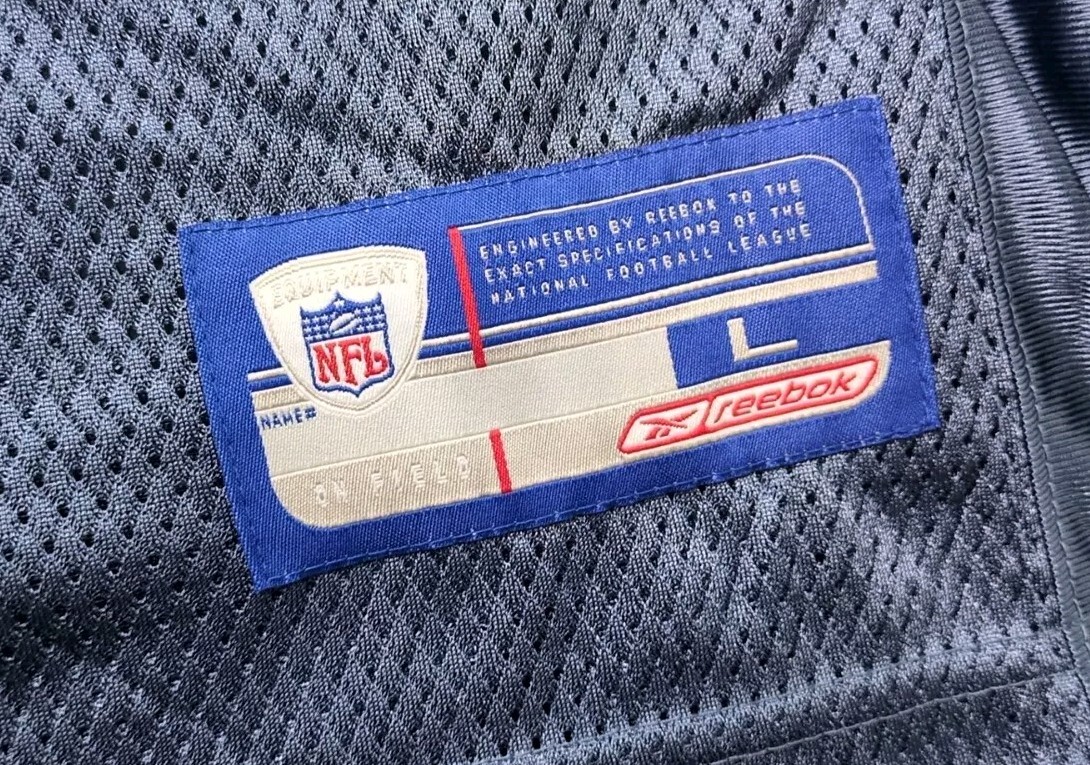 ENGINEERED BY REEBOK TO THE
EXACT SPECIFICATIONS OF THE
NATIONAL FOOTBALL LEAGUE
EQUIPMENT
NFL
L
NAME#
Reebok
ON FIELD